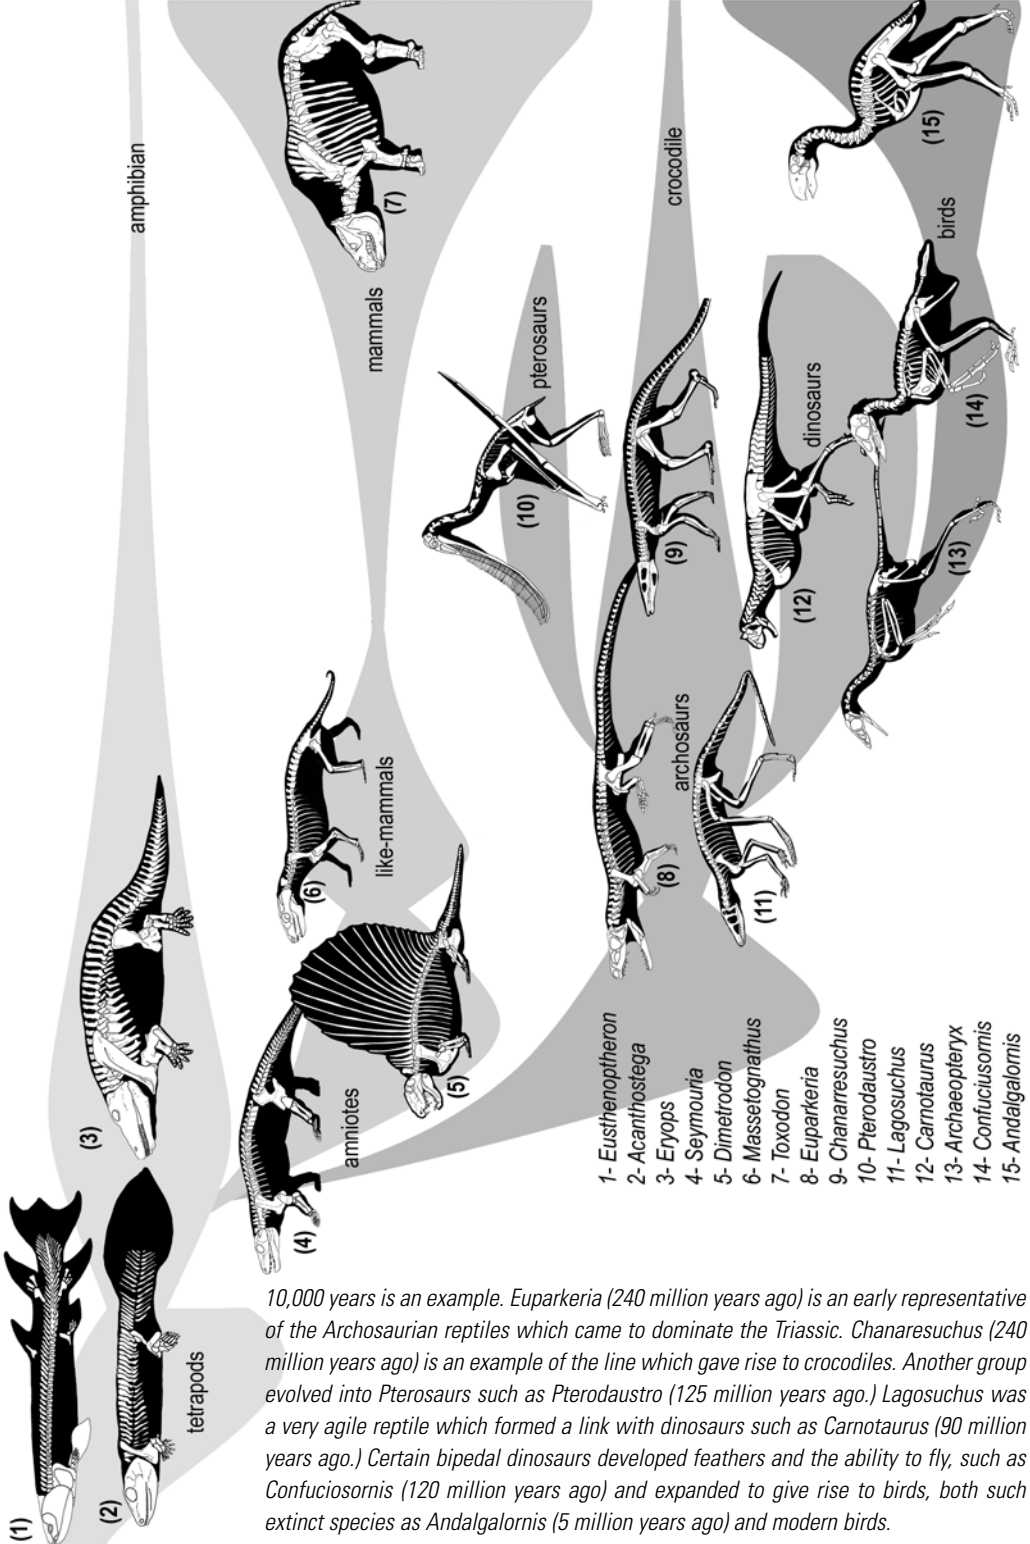 amphibian
mammals
(7)
crocodile
(15)
birds
pterosaurs
(10)
(9)
dinosaurs
(14)
(12)
(13)
(3)
like-mammals
(6)
archosaurs
(8)
(11)
(5)
amniotes
(4)
(1)
(2)
tetrapods
1- Eusthenoptheron
2- Acanthostega
3- Eryops
4- Seymouria
5- Dimetrodon
6- Massetognathus
7- Toxodon
8- Euparkeria
9- Chanarresuchus
10- Pterodaustro
11- Lagosuchus
12- Carnotaurus
13- Archaeopteryx
14- Confuciusornis
15- Andalgalornis
10,000 years is an example. Euparkeria (240 million years ago) is an early representative
of the Archosaurian reptiles which came to dominate the Triassic. Chanaresuchus (240
million years ago) is an example of the line which gave rise to crocodiles. Another group
evolved into Pterosaurs such as Pterodaustro (125 million years ago.) Lagosuchus was
a very agile reptile which formed a link with dinosaurs such as Carnotaurus (90 million
years ago.) Certain bipedal dinosaurs developed feathers and the ability to fly, such as
Confuciosornis (120 million years ago) and expanded to give rise to birds, both such
extinct species as Andalgalornis (5 million years ago) and modern birds.